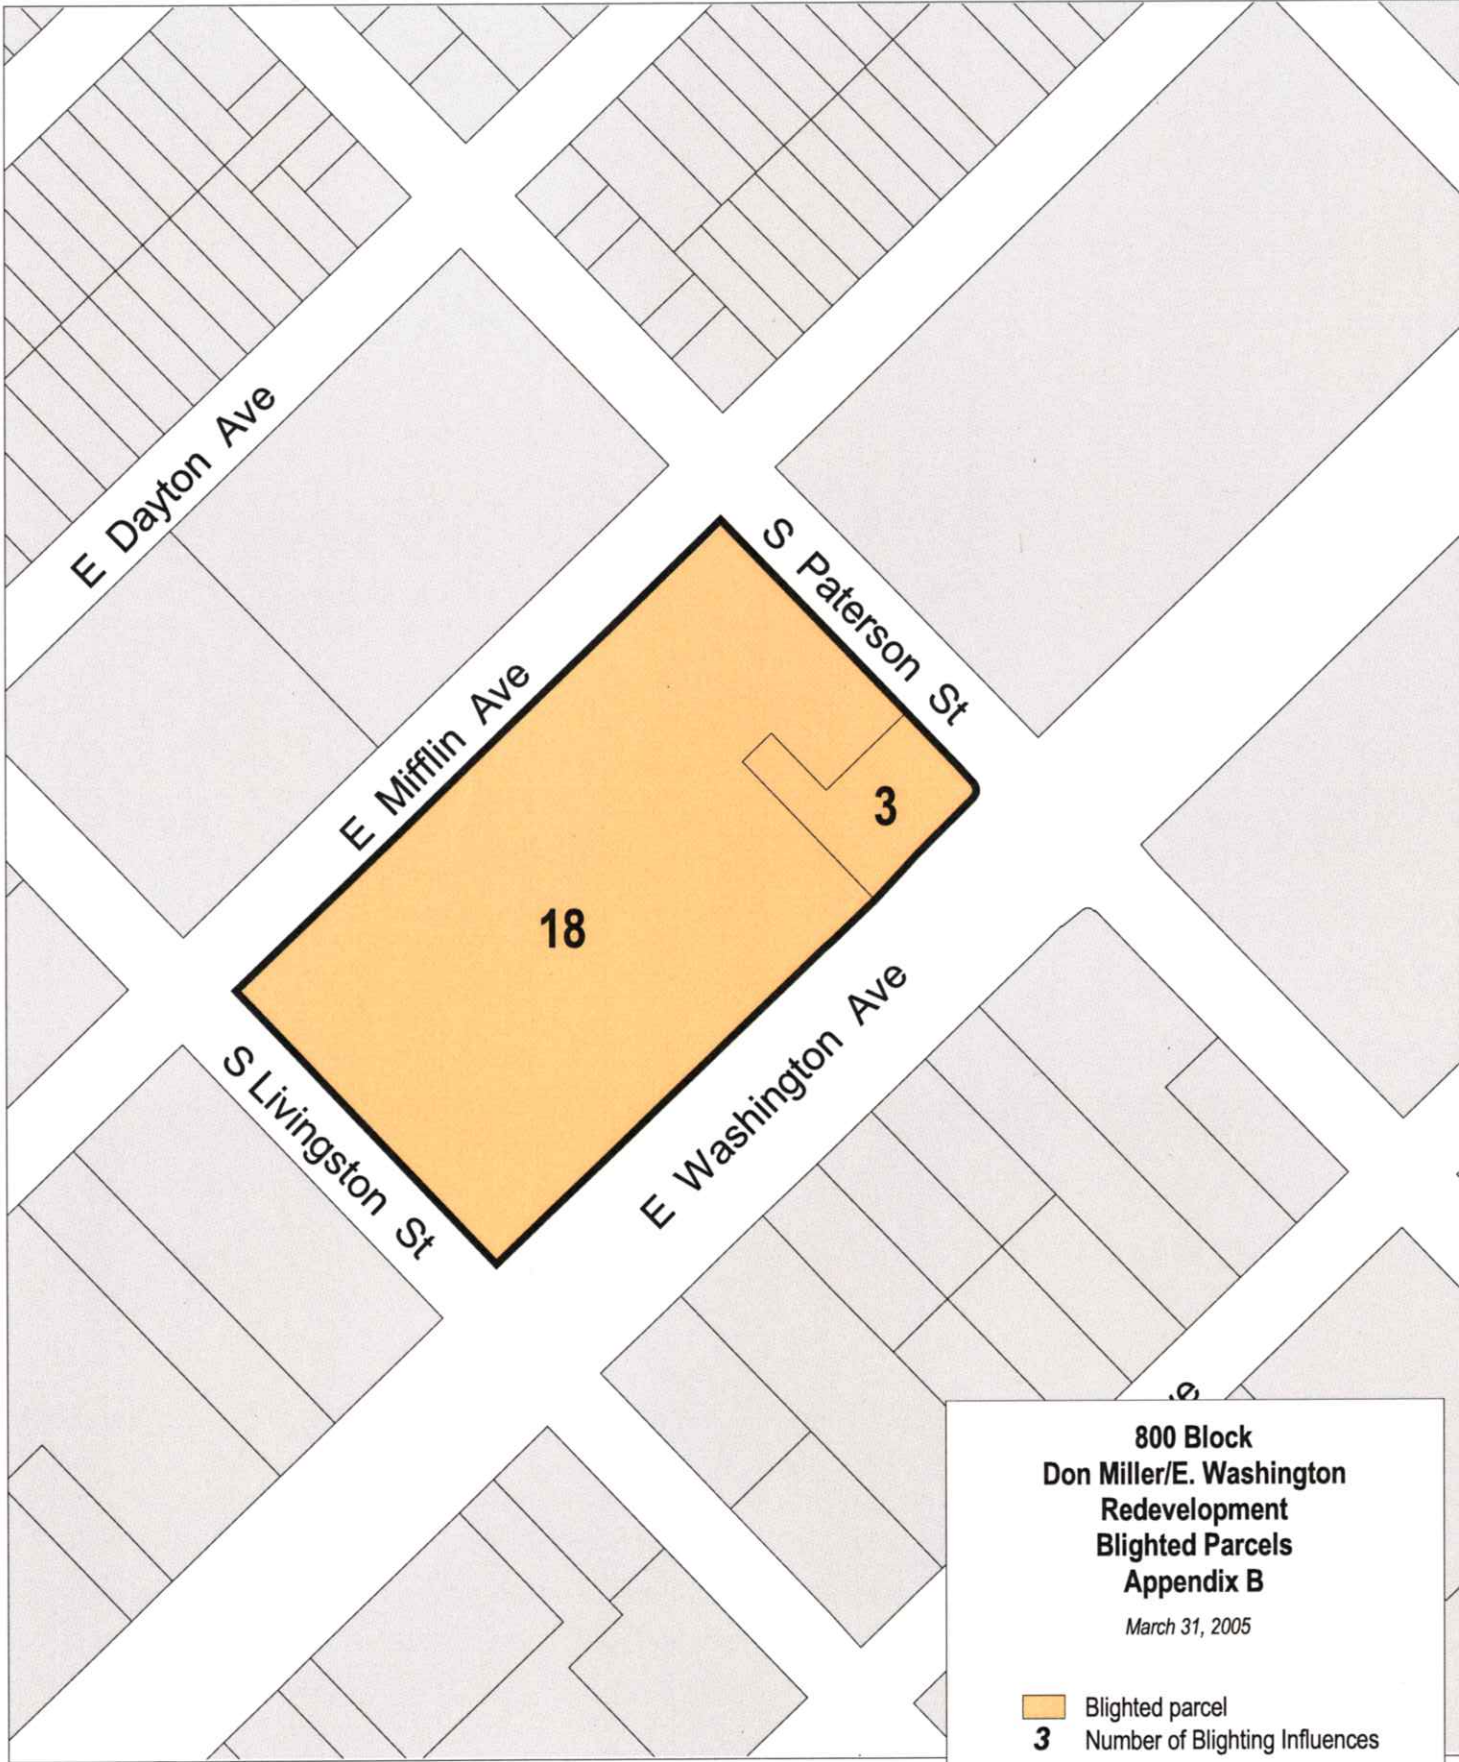 E Dayton Ave
S Paterson St
E Mifflin Ave
3
18
E Washington Ave
S Livingston St
800 Block
Don Miller/E. Washington
Redevelopment
Blighted Parcels
Appendix B
March 31, 2005
Blighted parcel
3 Number of Blighting Influences